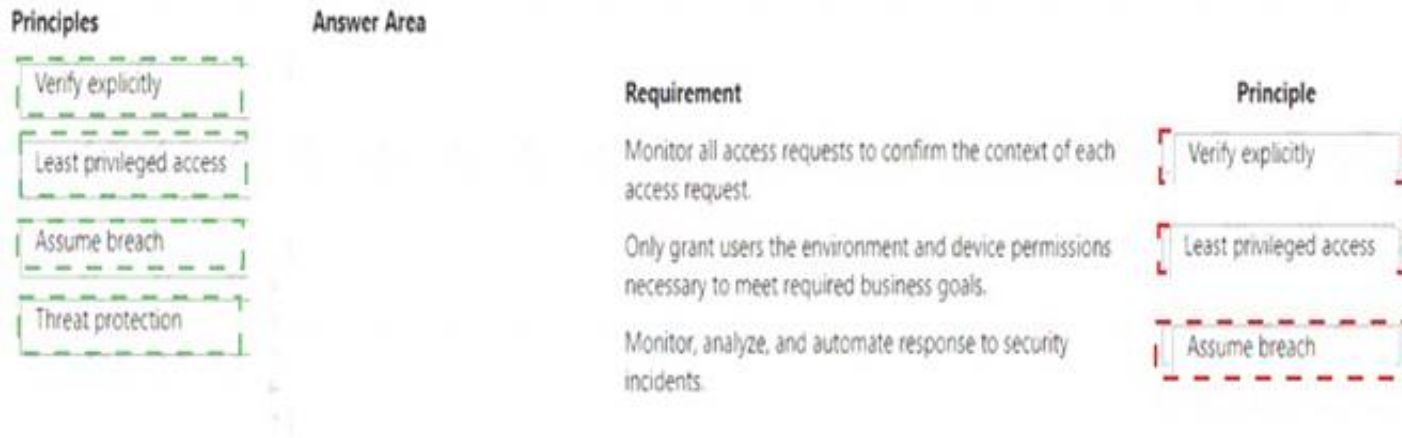 Principles
Answer Area
Verify explicitly
Least privileged access
Assume breach
Threat protection
Requirement
Principle
Monitor all access requests to confirm the context of each
access request.
Verify explicitly
Only grant users the environment and device permissions
necessary to meet required business goals.
Least privileged access
Monitor, analyze, and automate response to security
incidents.
Assume breach